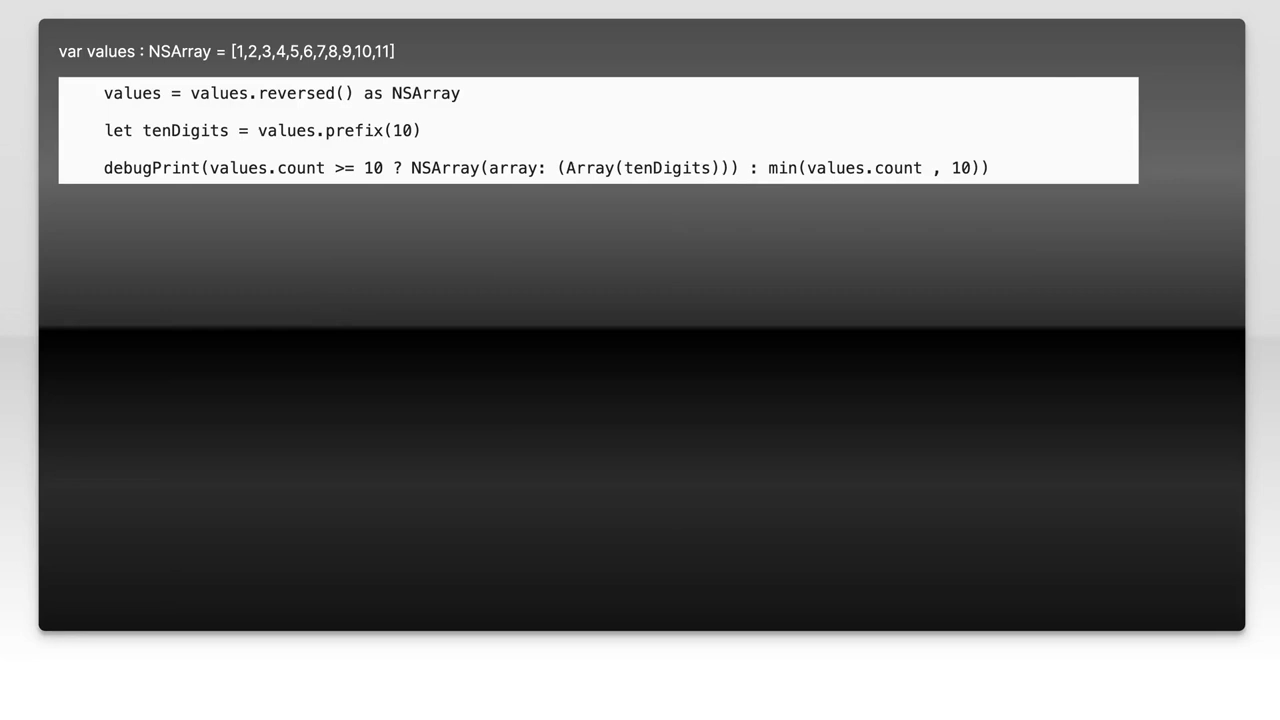 var values : NSArray = [1,2,3,4,5,6,7,8,9,10,11]
values = values.reversed() as NSArray
let tenDigits = values.prefix(10)
debugPrint(values.count >= 10 ? NSArray(array: (Array(tenDigits))) : min(values.count , 10))